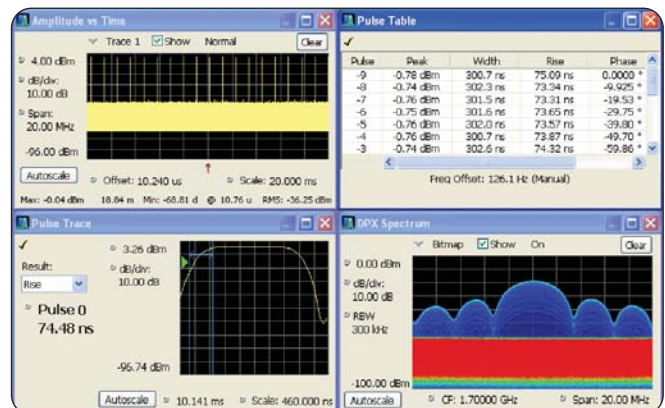 Amplitude vs Time
Trace 1 Show Normal Clear
4.00 dBm
dB/div:
10.00 dB
Span:
20.00 MHz
-96.00 dBm
Autoscale Offset: 10.240 us Scale: 20.000 ms
Max: -0.04 dBm 18.84 m Min: -68.81 d @ 10.76 u RMS: -36.25 dBm
Pulse Table
Pulse Peak Width Rise Phase
-9 -0.78 dBm 300.7 ns 75.09 ns 0.0000 °
-8 -0.74 dBm 302.3 ns 73.34 ns -9.925 °
-7 -0.76 dBm 301.5 ns 73.31 ns -19.53 °
-6 -0.75 dBm 301.6 ns 73.65 ns -29.75 °
-5 -0.76 dBm 302.0 ns 73.57 ns -39.80 °
-4 -0.76 dBm 300.7 ns 73.87 ns -49.70 °
-3 -0.74 dBm 302.6 ns 74.32 ns -59.86 °
Freq Offset: 126.1 Hz (Manual)
Pulse Trace
Result:
Rise
Pulse 0
74.48 ns
3.26 dBm
dB/div:
10.00 dB
-96.74 dBm
Autoscale 10.141 ms Scale: 460.000 ns
DPX Spectrum
Bitmap Show On Clear
0.00 dBm
dB/div:
10.00 dB
RBW
300 kHz
-100.00 dBm
Autoscale CF: 1.70000 GHz Span: 20.00 MHz